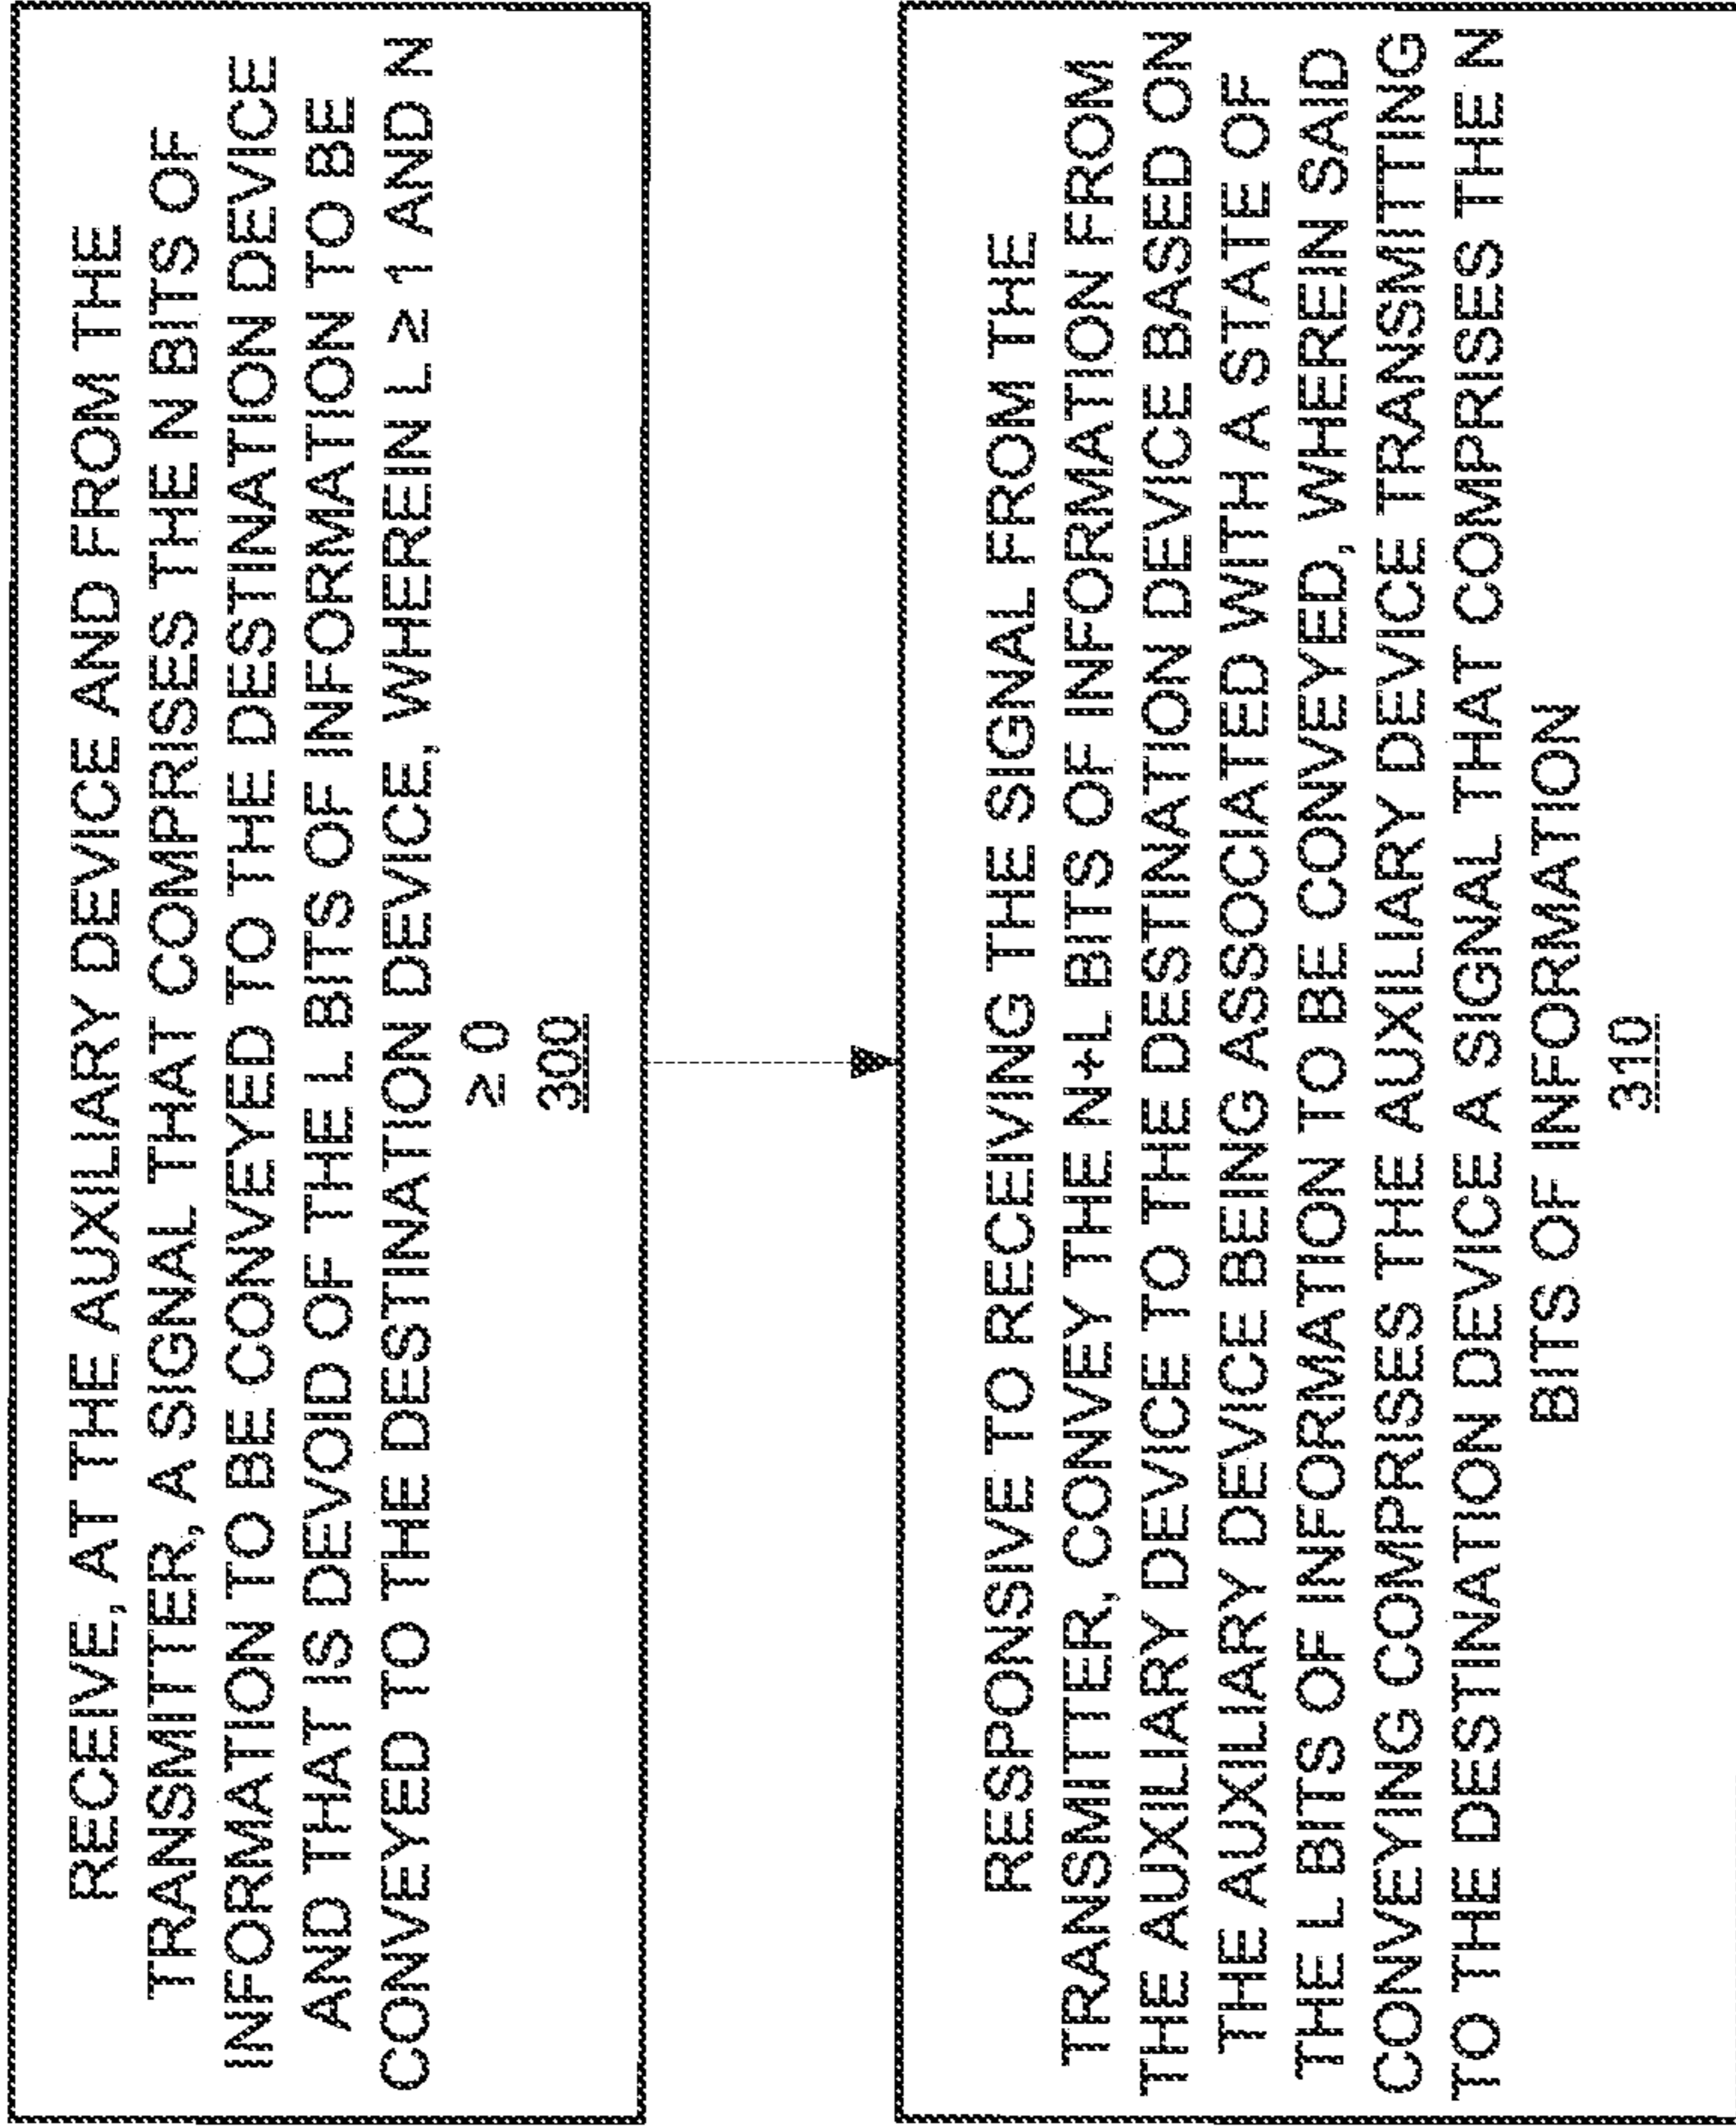 RECEIVE, AT THE AUXILIARY DEVICE AND FROM THE
TRANSMITTER, A SIGNAL THAT COMPRISES THE N BITS OF
INFORMATION TO BE CONVEYED TO THE DESTINATION DEVICE
AND THAT IS DEVOID OF THE L BITS OF INFORMATION TO BE
CONVEYED TO THE DESTINATION DEVICE, WHEREIN L ≥ 1 AND N
≥ 0
300
RESPONSIVE TO RECEIVING THE SIGNAL FROM THE
TRANSMITTER, CONVEY THE N+L BITS OF INFORMATION FROM
THE AUXILIARY DEVICE TO THE DESTINATION DEVICE BASED ON
THE AUXILIARY DEVICE BEING ASSOCIATED WITH A STATE OF
THE L BITS OF INFORMATION TO BE CONVEYED, WHEREIN SAID
CONVEYING COMPRISES THE AUXILIARY DEVICE TRANSMITTING
TO THE DESTINATION DEVICE A SIGNAL THAT COMPRISES THE N
BITS OF INFORMATION
310